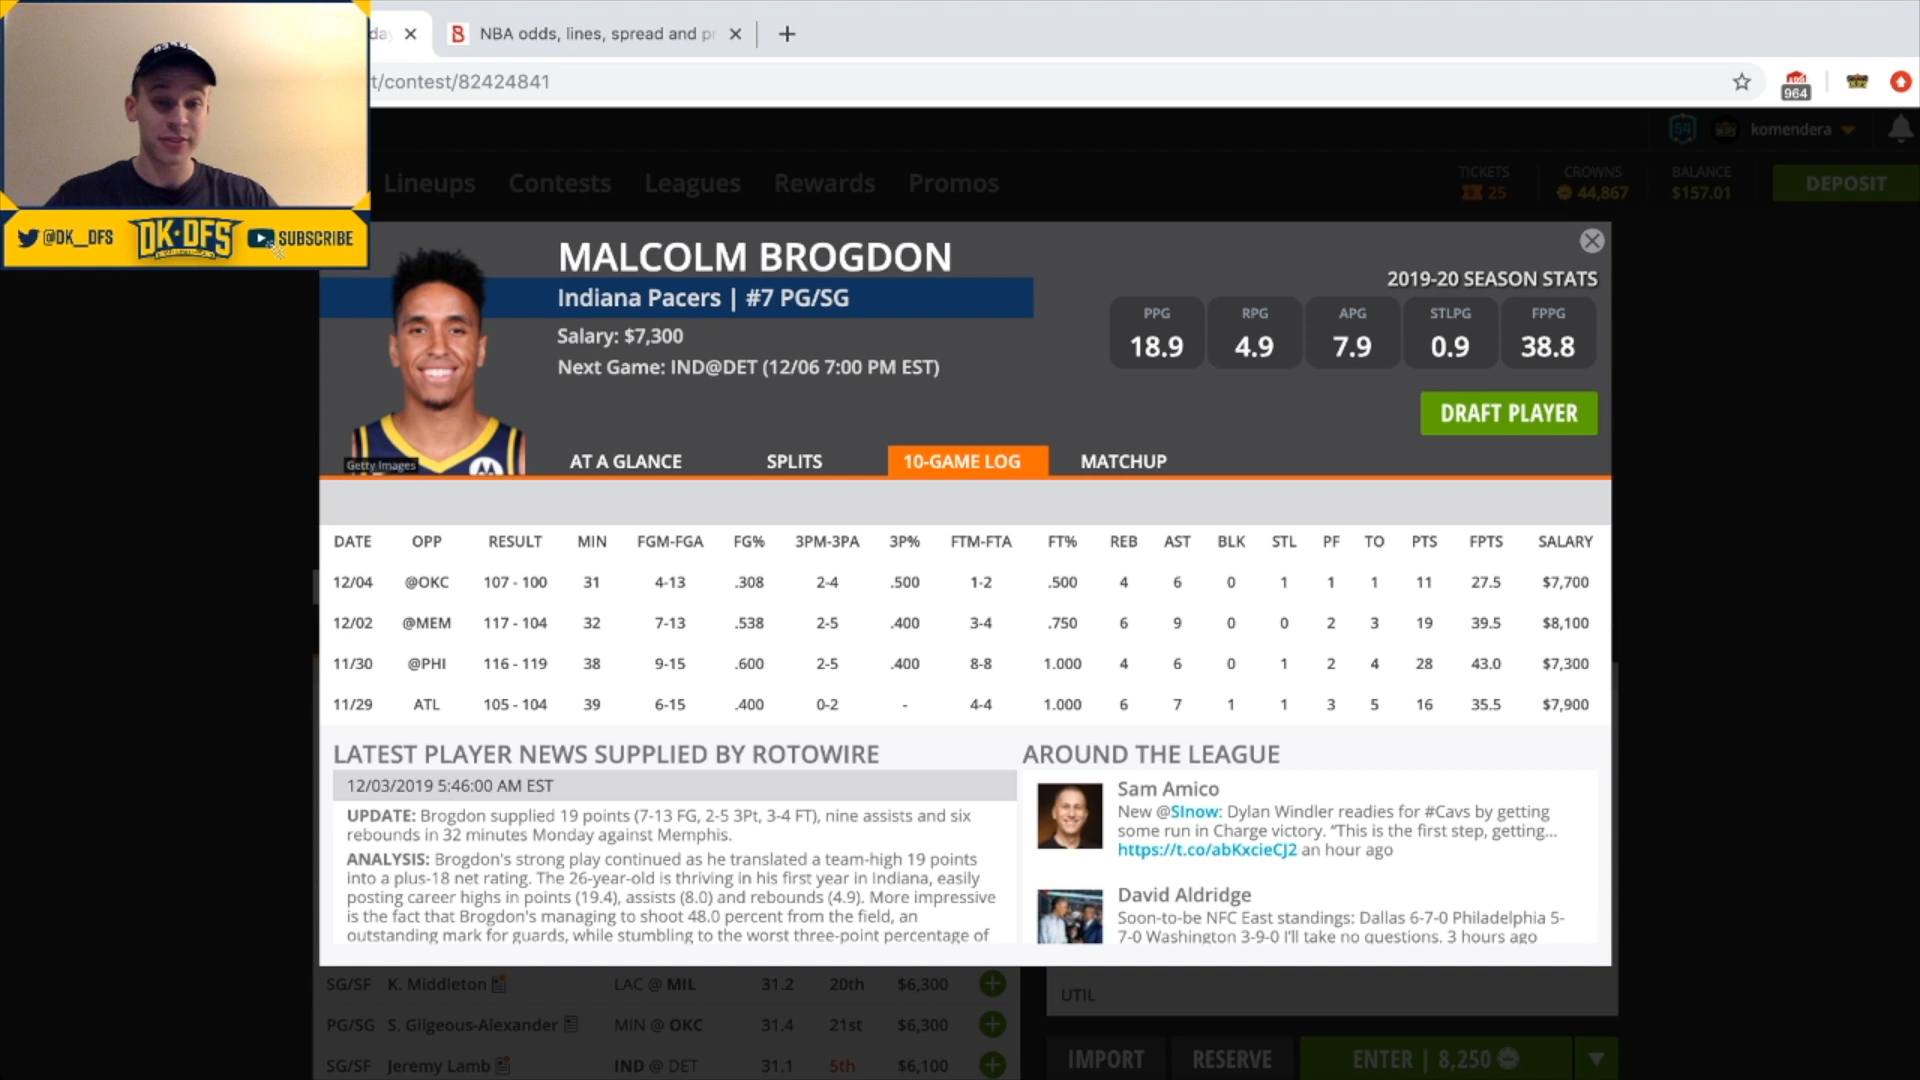 NBA odds, lines, spread and pr
t/contest/82424841
964
54
komendera
Lineups Contests Leagues Rewards Promos
TICKETS CROWNS BALANCE
25 44,867 $157.01
DEPOSIT
@DK__DFS DK DFS SUBSCRIBE
MALCOLM BROGDON
Indiana Pacers | #7 PG/SG
Salary: $7,300
Next Game: IND@DET (12/06 7:00 PM EST)
2019-20 SEASON STATS
PPG RPG APG STLPG FPPG
18.9 4.9 7.9 0.9 38.8
DRAFT PLAYER
Getty Images
AT A GLANCE SPLITS 10-GAME LOG MATCHUP
DATE OPP RESULT MIN FGM-FGA FG% 3PM-3PA 3P% FTM-FTA FT% REB AST BLK STL PF TO PTS FPTS SALARY
12/04 @OKC 107 - 100 31 4-13 .308 2-4 .500 1-2 .500 4 6 0 1 1 1 11 27.5 $7,700
12/02 @MEM 117 - 104 32 7-13 .538 2-5 .400 3-4 .750 6 9 0 0 2 3 19 39.5 $8,100
11/30 @PHI 116 - 119 38 9-15 .600 2-5 .400 8-8 1.000 4 6 0 1 2 4 28 43.0 $7,300
11/29 ATL 105 - 104 39 6-15 .400 0-2 - 4-4 1.000 6 7 1 1 3 5 16 35.5 $7,900
LATEST PLAYER NEWS SUPPLIED BY ROTOWIRE
12/03/2019 5:46:00 AM EST
UPDATE: Brogdon supplied 19 points (7-13 FG, 2-5 3Pt, 3-4 FT), nine assists and six
rebounds in 32 minutes Monday against Memphis.
ANALYSIS: Brogdon's strong play continued as he translated a team-high 19 points
into a plus-18 net rating. The 26-year-old is thriving in his first year in Indiana, easily
posting career highs in points (19.4), assists (8.0) and rebounds (4.9). More impressive
is the fact that Brogdon's managing to shoot 48.0 percent from the field, an
outstanding mark for guards, while stumbling to the worst three-point percentage of
AROUND THE LEAGUE
Sam Amico
New @SInow: Dylan Windler readies for #Cavs by getting
some run in Charge victory. “This is the first step, getting...
https://t.co/abKxcieCJ2 an hour ago
David Aldridge
Soon-to-be NFC East standings: Dallas 6-7-0 Philadelphia 5-
7-0 Washington 3-9-0 I’ll take no questions. 3 hours ago
SG/SF K. Middleton LAC @ MIL 31.2 20th $6,300
PG/SG S. Gilgeous-Alexander MIN @ OKC 31.4 21st $6,300
SG/SF Jeremy Lamb IND @ DET 31.1 5th $6,100
UTIL
IMPORT RESERVE ENTER | 8,250